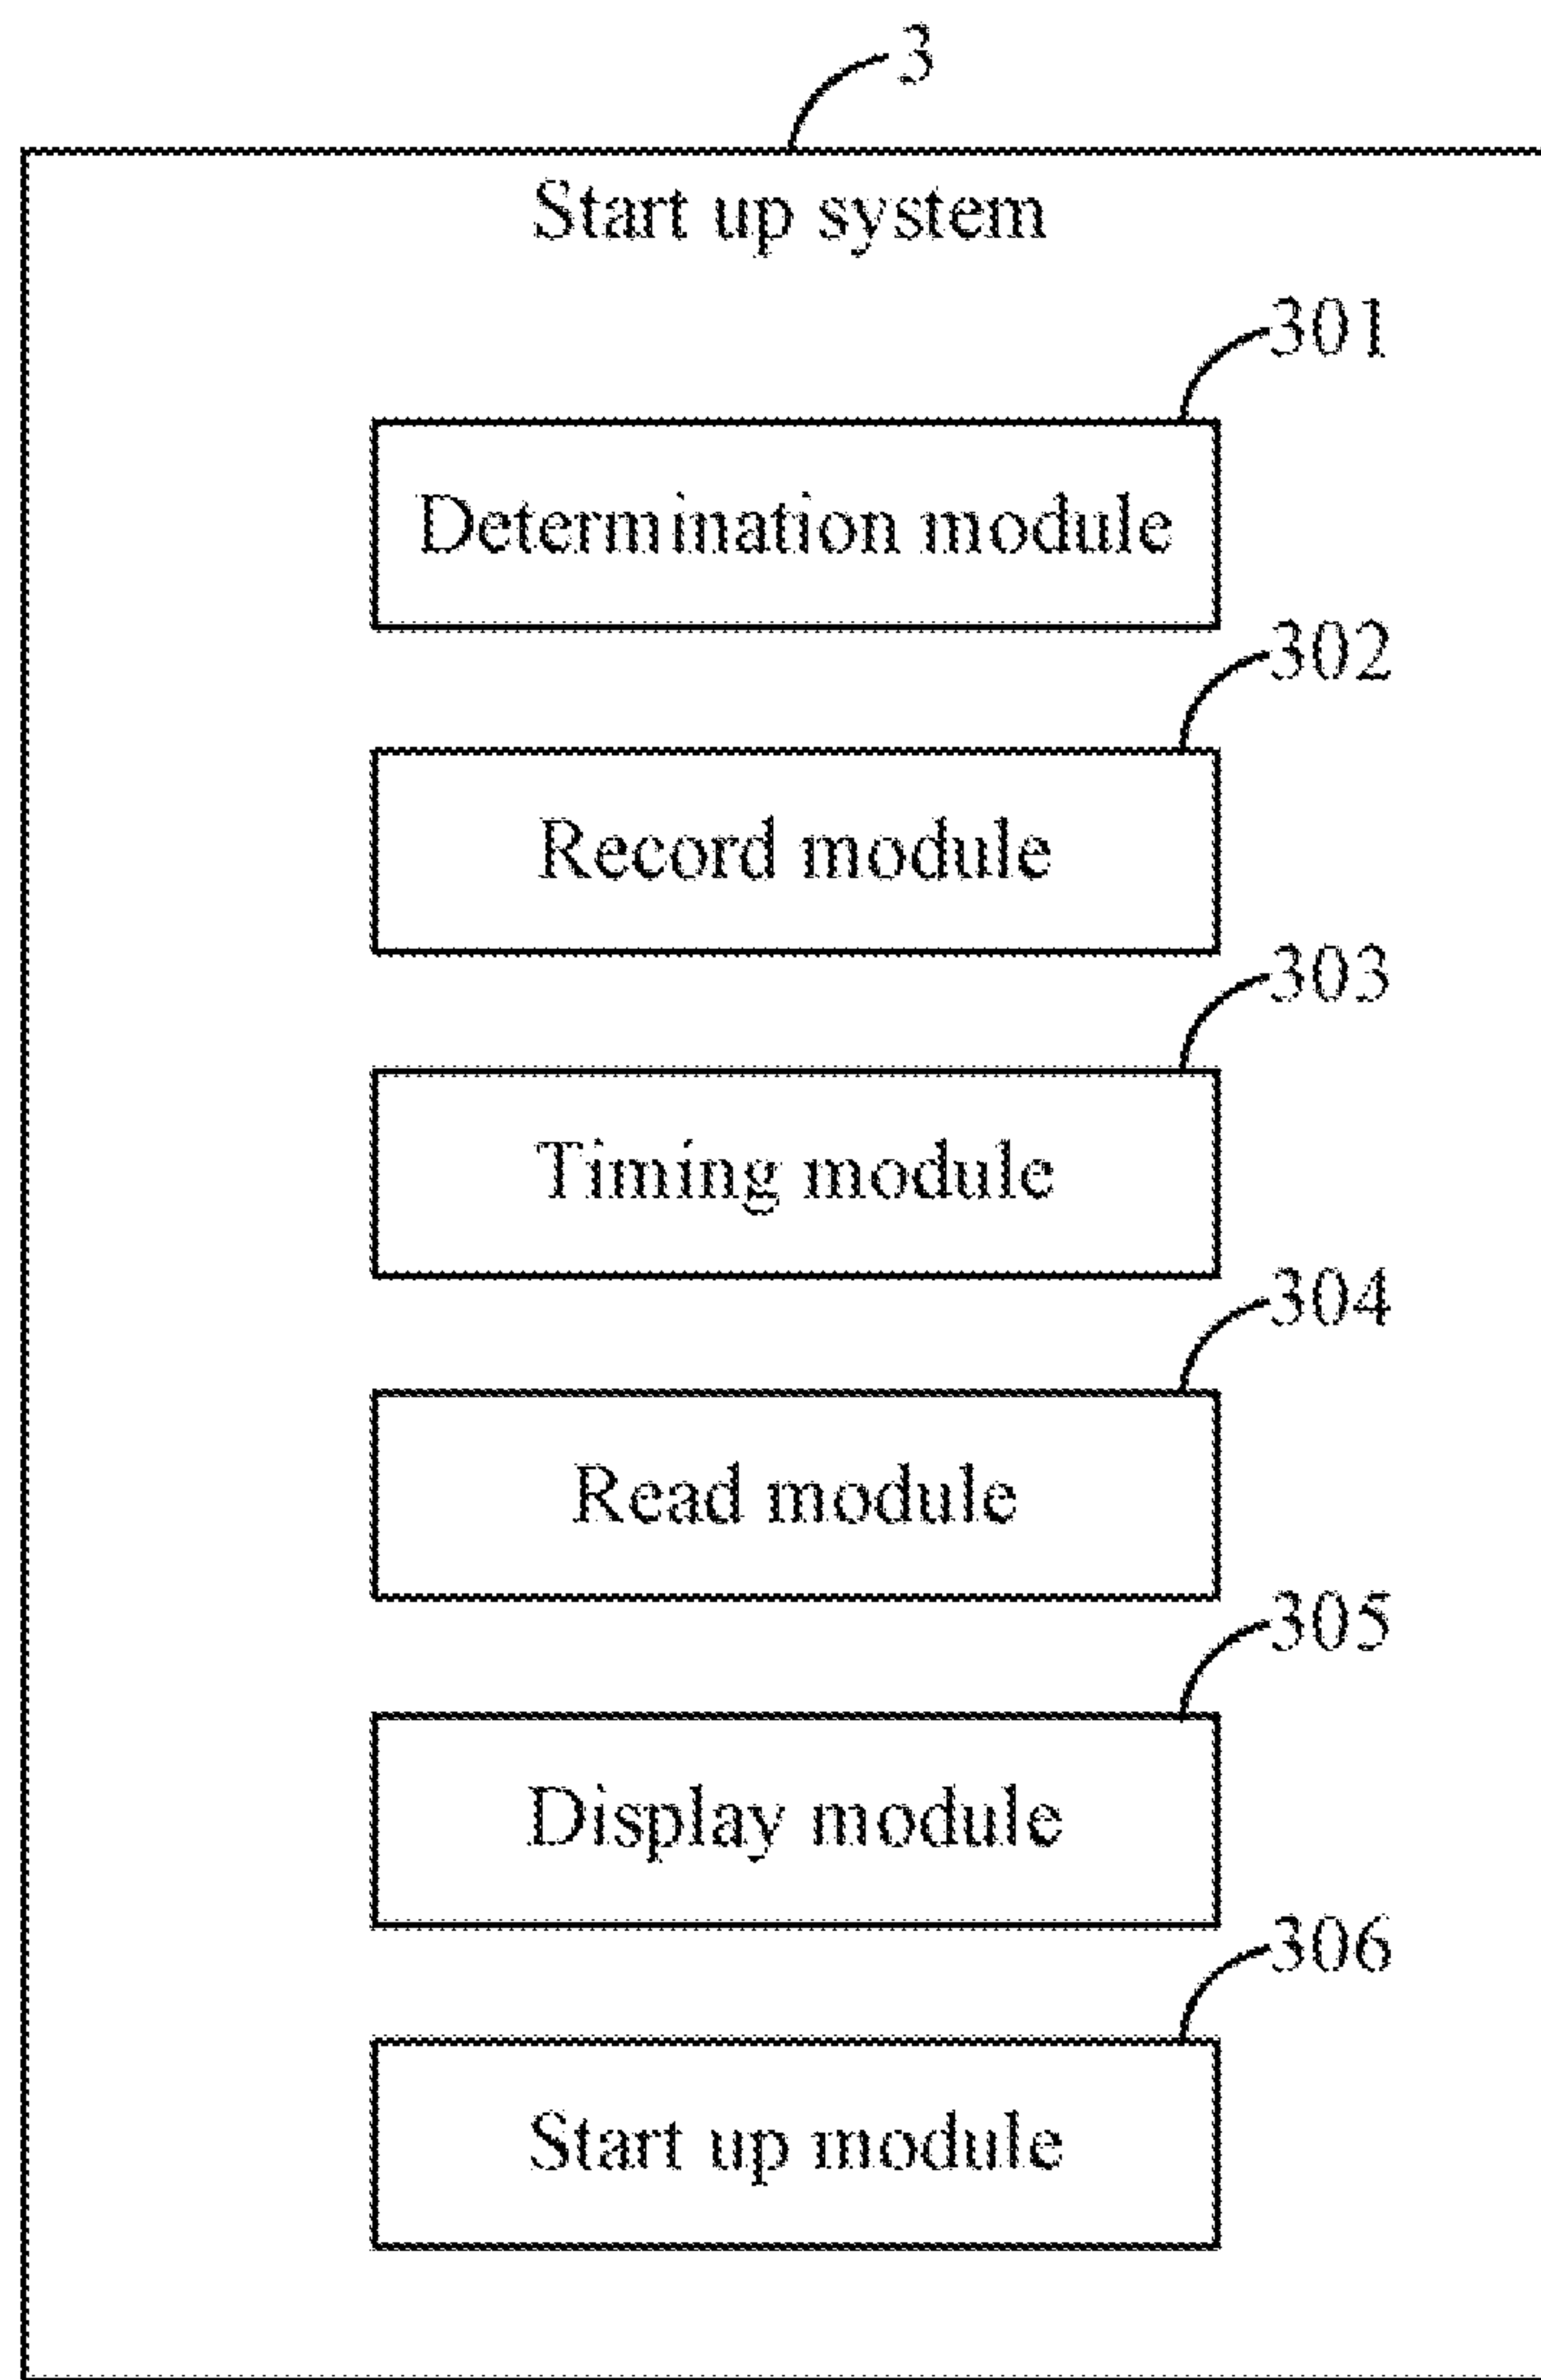 3
Start up system
301
Determination module
302
Record module
303
Timing module
304
Read module
305
Display module
306
Start up module